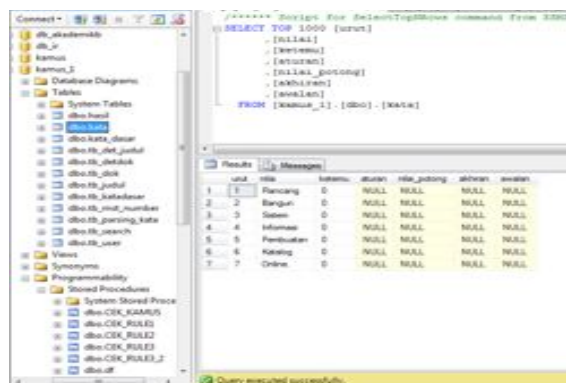 Connect
/****** Script for SelectTopNRows command from SSMS
SELECT TOP 1000 [urut]
,[nilai]
,[ketemu]
,[aturan]
,[nilai_potong]
,[akhiran]
,[awalan]
FROM [kamus_1].[dbo].[kata]
db_akademikb
db_ir
kamus
kamus_1
Database Diagrams
Tables
System Tables
dbo.hasil
dbo.kata
dbo.kata_dasar
dbo.tb_det_judul
dbo.tb_detdok
dbo.tb_dok
dbo.tb_judul
dbo.tb_katadasar
dbo.tb_mst_number
dbo.tb_parsing_kata
dbo.tb_search
dbo.tb_user
Views
Synonyms
Programmability
Stored Procedures
System Stored Proce
dbo.CEK_KAMUS
dbo.CEK_RULE1
dbo.CEK_RULE2
dbo.CEK_RULE3
dbo.CEK_RULE3_2
dbo.df
Results Messages
urut nilai ketemu aturan nilai_potong akhiran awalan
1 1 Rancang 0 NULL NULL NULL NULL
2 2 Bangun 0 NULL NULL NULL NULL
3 3 Sistem 0 NULL NULL NULL NULL
4 4 Informasi 0 NULL NULL NULL NULL
5 5 Pembuatan 0 NULL NULL NULL NULL
6 6 Katalog 0 NULL NULL NULL NULL
7 7 Online 0 NULL NULL NULL NULL
Query executed successfully.